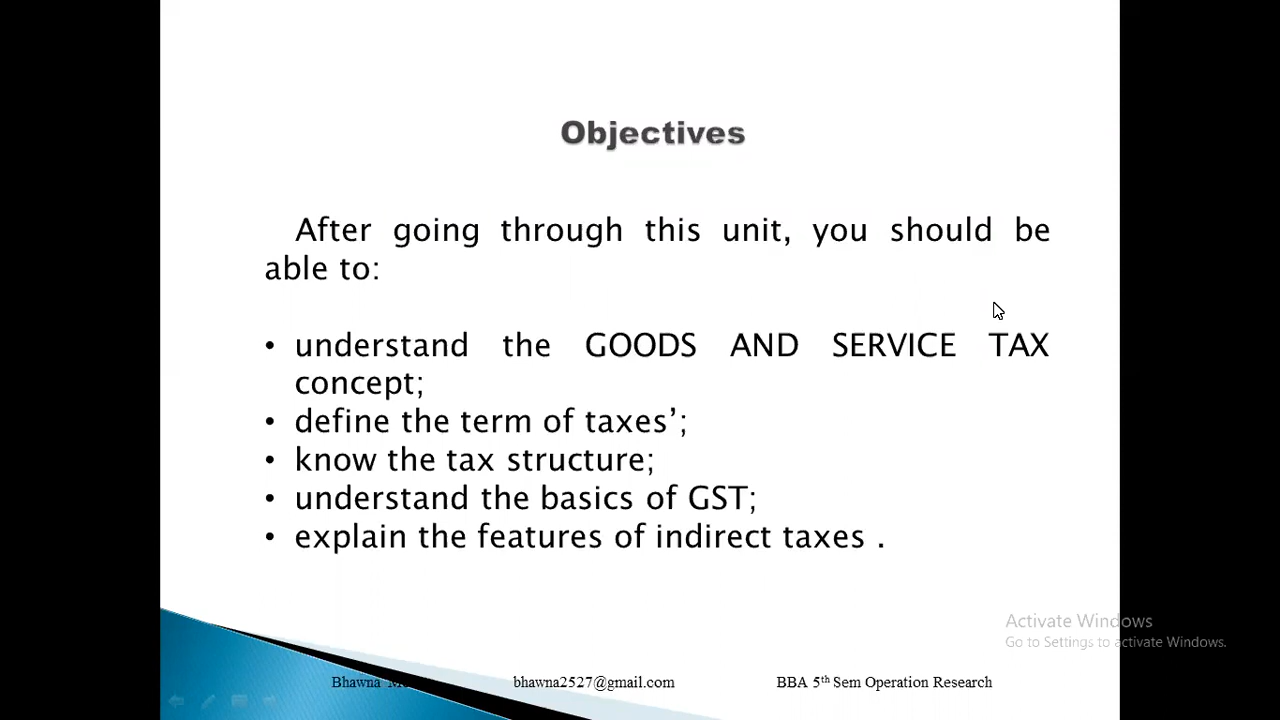 Objectives
After going through this unit, you should be
able to:
• understand the GOODS AND SERVICE TAX
concept;
• define the term of taxes’;
• know the tax structure;
• understand the basics of GST;
• explain the features of indirect taxes .
Activate Windows
Go to Settings to activate Windows.
Bhawna bhawna2527@gmail.com BBA 5th Sem Operation Research